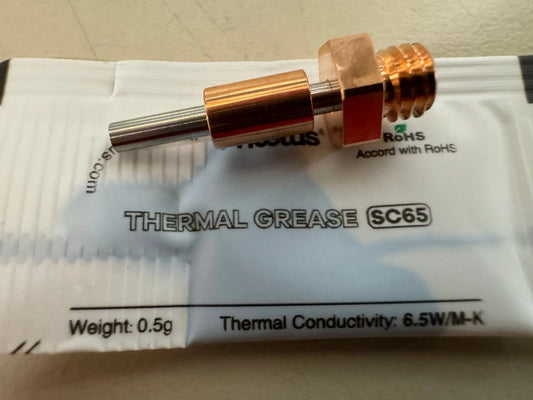 RoHS
Accord with RoHS
THERMAL GREASE SC65
Weight: 0.5g
Thermal Conductivity: 6.5W/M-K